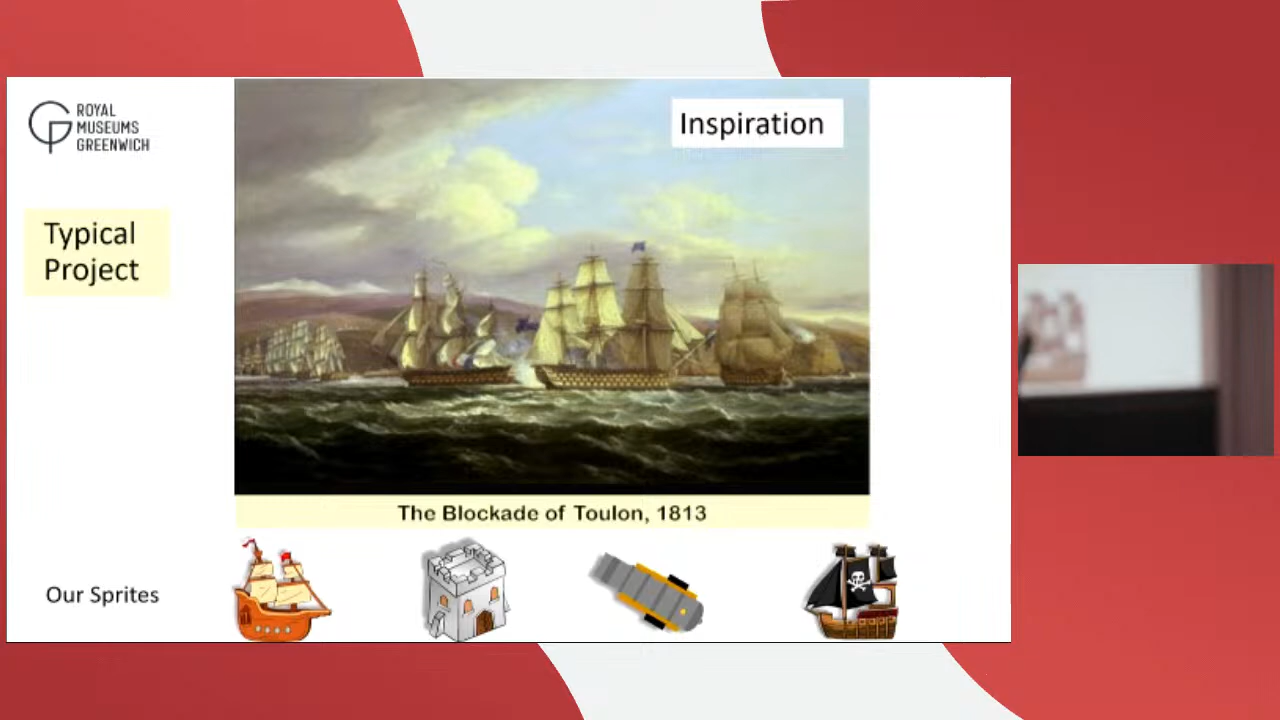 ROYAL
MUSEUMS
GREENWICH
Inspiration
Typical
Project
The Blockade of Toulon, 1813
Our Sprites